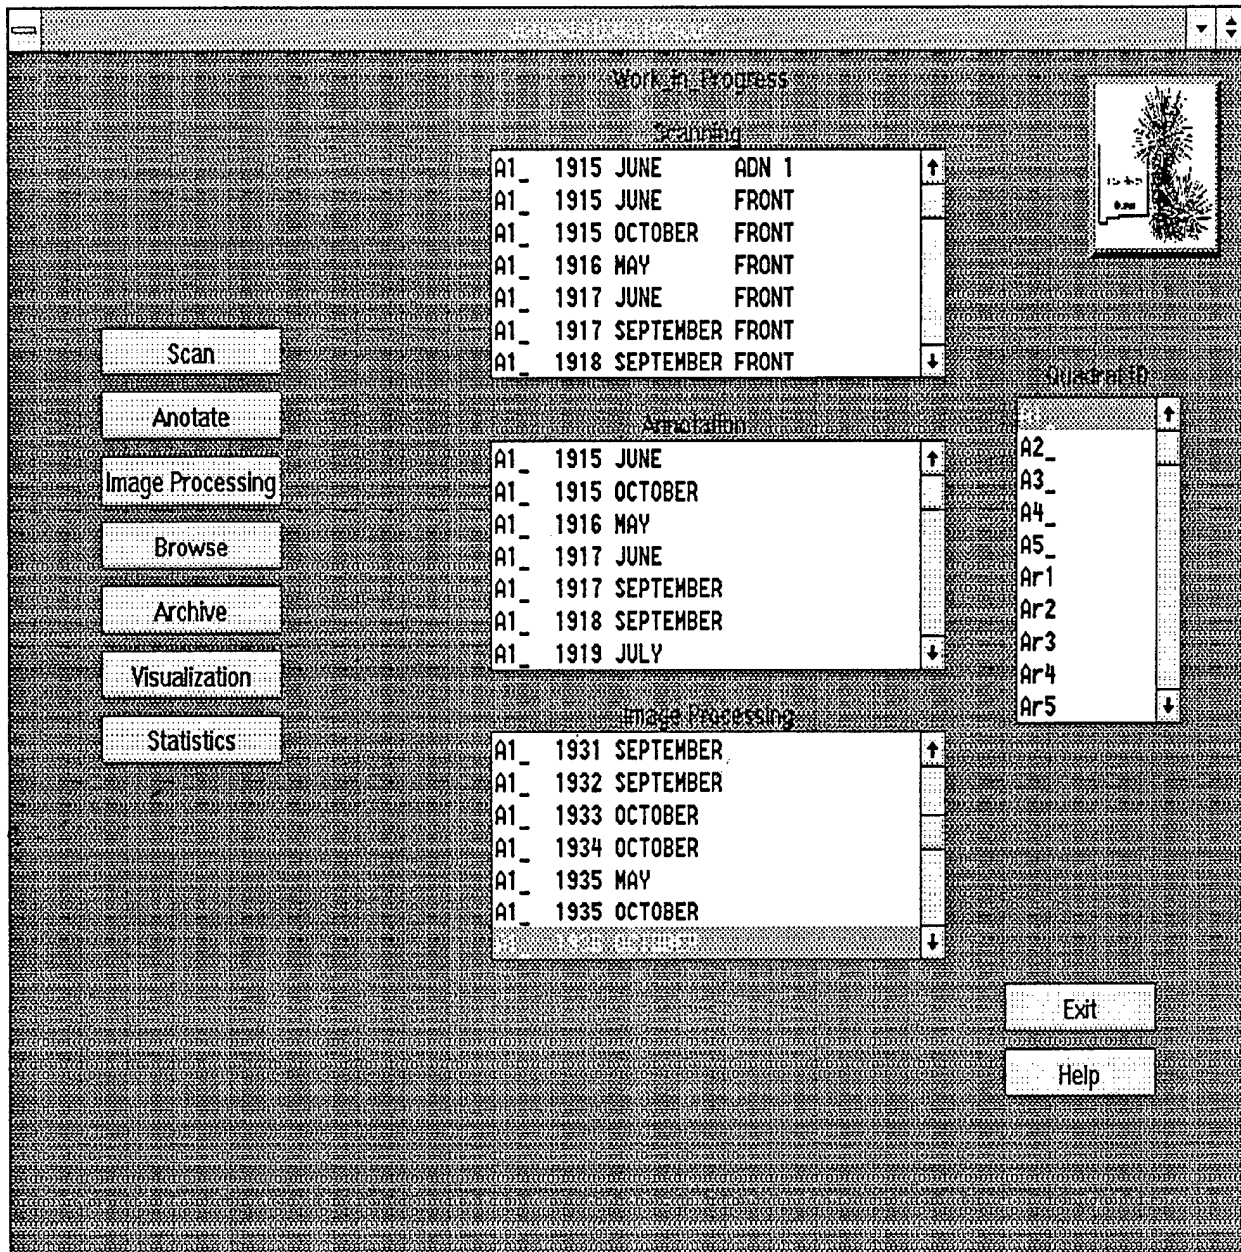 Work_in_Progress
Scanning
A1_ 1915 JUNE ADN 1
A1_ 1915 JUNE FRONT
A1_ 1915 OCTOBER FRONT
A1_ 1916 MAY FRONT
A1_ 1917 JUNE FRONT
A1_ 1917 SEPTEMBER FRONT
A1_ 1918 SEPTEMBER FRONT
Scan
Anotate
Image Processing
Browse
Archive
Visualization
Statistics
Annotation
A1_ 1915 JUNE
A1_ 1915 OCTOBER
A1_ 1916 MAY
A1_ 1917 JUNE
A1_ 1917 SEPTEMBER
A1_ 1918 SEPTEMBER
A1_ 1919 JULY
Image Processing
A1_ 1931 SEPTEMBER
A1_ 1932 SEPTEMBER
A1_ 1933 OCTOBER
A1_ 1934 OCTOBER
A1_ 1935 MAY
A1_ 1935 OCTOBER
OCTOBER
Quadrat ID
A2_
A3_
A4_
A5_
Ar1
Ar2
Ar3
Ar4
Ar5
Exit
Help